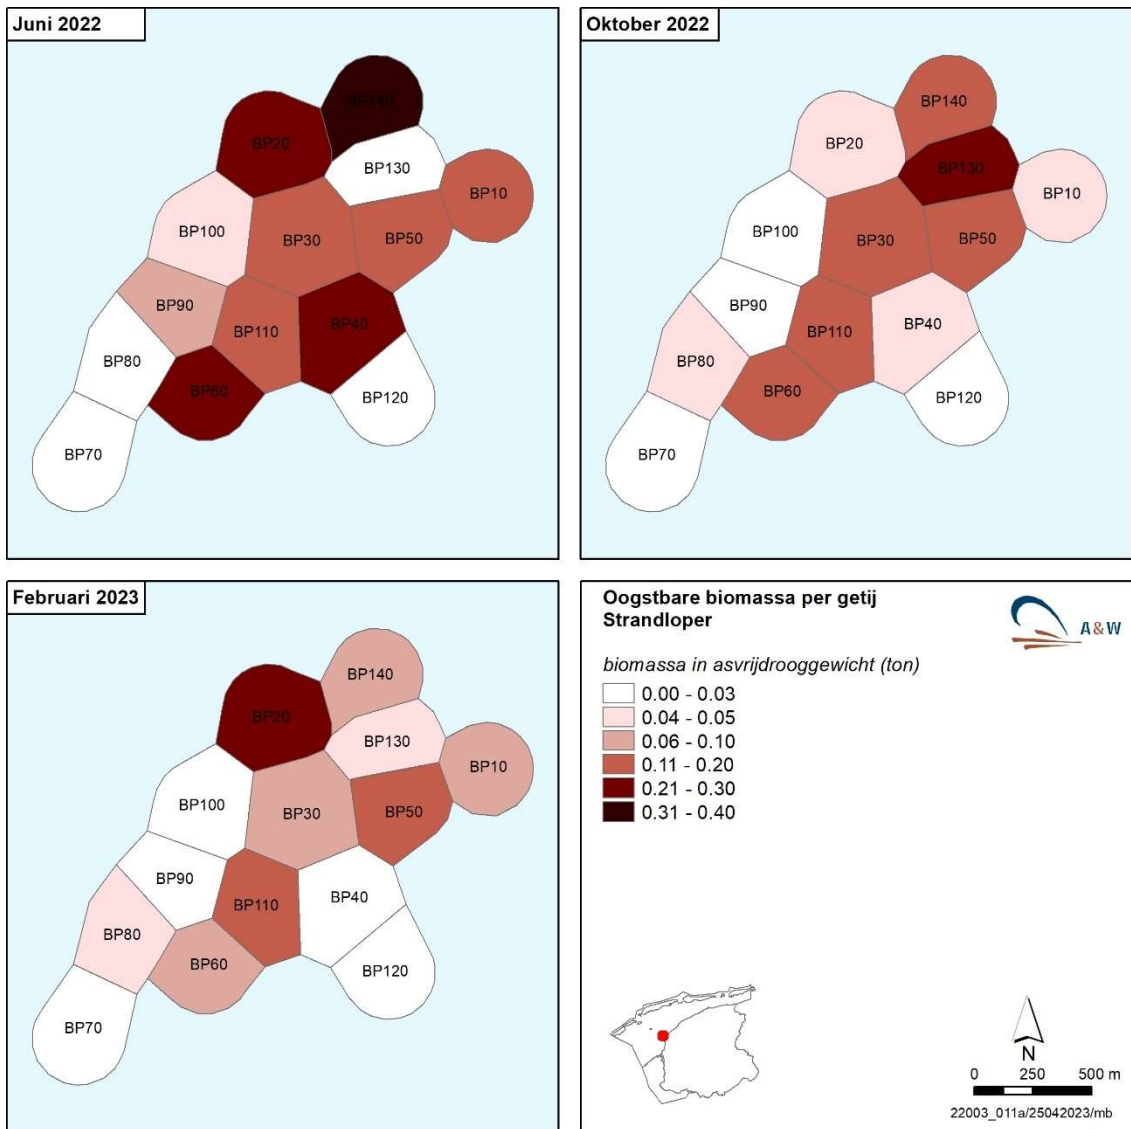 Juni 2022
BP140
BP20
BP130
BP10
BP100
BP30
BP50
BP90
BP110
BP40
BP80
BP60
BP120
BP70
Oktober 2022
BP140
BP20
BP130
BP10
BP100
BP30
BP50
BP90
BP110
BP40
BP80
BP60
BP120
BP70
Februari 2023
BP140
BP20
BP130
BP10
BP100
BP30
BP50
BP90
BP110
BP40
BP80
BP60
BP120
BP70
Oogstbare biomassa per getij
Strandloper
A&W
biomassa in asvrijdrooggewicht (ton)
0.00 - 0.03
0.04 - 0.05
0.06 - 0.10
0.11 - 0.20
0.21 - 0.30
0.31 - 0.40
N
0 250 500 m
22003_011a/25042023/mb